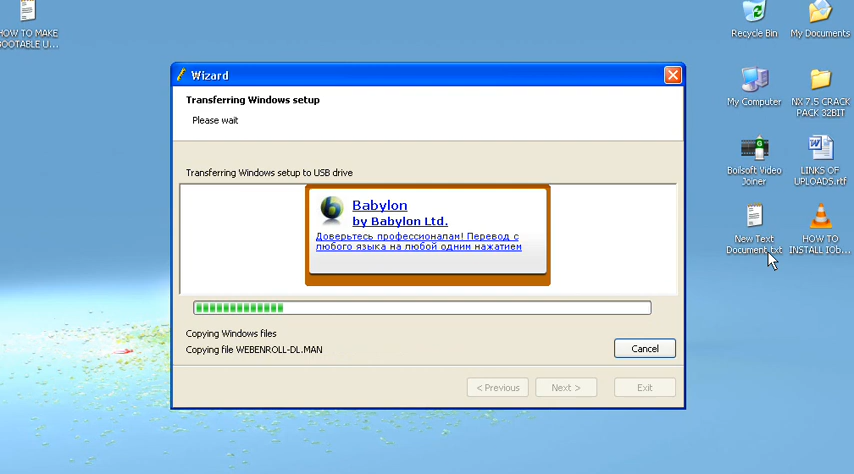 HOW TO MAKE
BOOTABLE U...
Recycle Bin
My Documents
My Computer
NX 7.5 CRACK
PACK 32BIT
Boilsoft Video
Joiner
LINKS OF
UPLOADS.rtf
New Text
Document.txt
HOW TO
INSTALL IOb...
Wizard
Transferring Windows setup
Please wait
Transferring Windows setup to USB drive
Babylon
by Babylon Ltd.
Доверьтесь профессионалам! Перевод с
любого языка на любой одним нажатием
Copying Windows files
Copying file WEBENROLL-DL.MAN
Cancel
< Previous
Next >
Exit